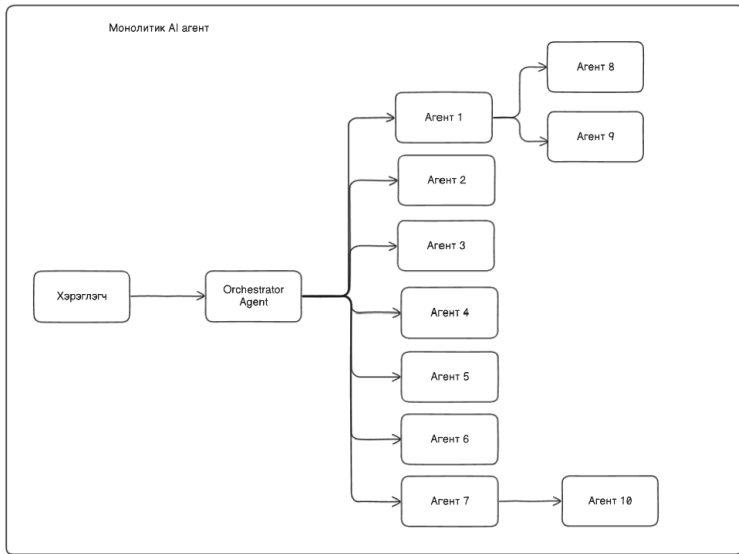 Монолитик AI агент
Агент 8
Агент 1
Агент 9
Агент 2
Агент 3
Хэрэглэгч
Orchestrator
Agent
Агент 4
Агент 5
Агент 6
Агент 7
Агент 10